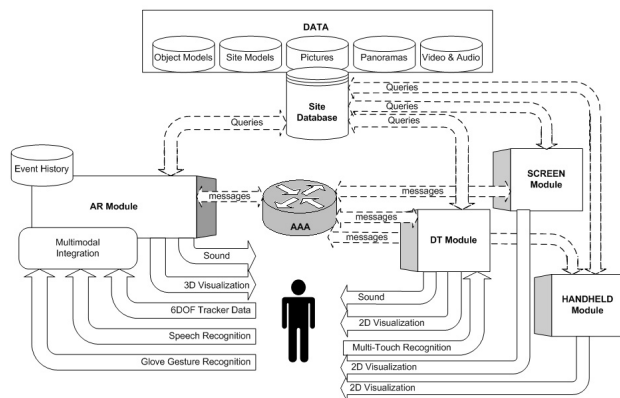 DATA
Object Models
Site Models
Pictures
Panoramas
Video & Audio
Site
Database
Queries
Queries
Queries
Queries
Event History
AR Module
Multimodal
Integration
messages
AAA
messages
messages
messages
SCREEN
Module
DT Module
HANDHELD
Module
Sound
3D Visualization
6DOF Tracker Data
Speech Recognition
Glove Gesture Recognition
Sound
2D Visualization
Multi-Touch Recognition
2D Visualization
2D Visualization